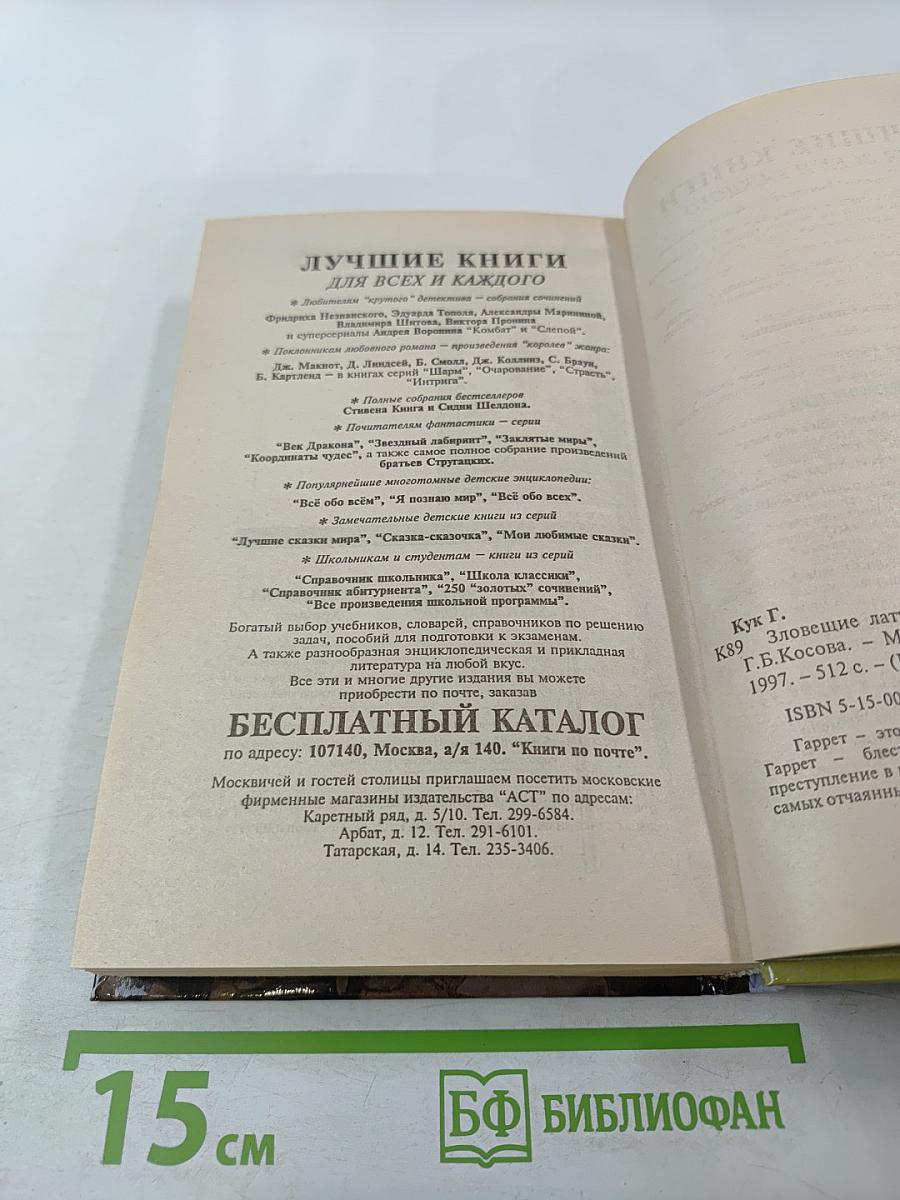 ЛУЧШИЕ КНИГИ
ДЛЯ ВСЕХ И КАЖДОГО
* Любителям "крутого" детектива – собрания сочинений
Фридриха Незнанского, Эдуарда Тополя, Александры Марининой,
Владимира Шитова, Виктора Пронина
и суперсериалы Андрея Воронина "Комбат" и "Слепой".
* Поклонникам любовного романа – произведения "королев" жанра:
Дж. Макнот, Д. Линдсей, Б. Смолл, Дж. Коллинз, С. Браун,
Б. Картленд – в книгах серий "Шарм", "Очарование", "Страсть",
"Интрига".
* Полные собрания бестселлеров
Стивена Кинга и Сидни Шелдона.
* Почитателям фантастики – серии
"Век Дракона", "Звездный лабиринт", "Заклятые миры",
"Координаты чудес", а также самое полное собрание произведений
братьев Стругацких.
* Популярнейшие многотомные детские энциклопедии:
"Всё обо всём", "Я познаю мир", "Всё обо всех".
* Замечательные детские книги из серий
"Лучшие сказки мира", "Сказка-сказочка", "Мои любимые сказки".
* Школьникам и студентам – книги из серий
"Справочник школьника", "Школа классики",
"Справочник абитуриента", "250 "золотых" сочинений",
"Все произведения школьной программы".
Богатый выбор учебников, словарей, справочников по решению
задач, пособий для подготовки к экзаменам.
А также разнообразная энциклопедическая и прикладная
литература на любой вкус.
Все эти и многие другие издания вы можете
приобрести по почте, заказав
БЕСПЛАТНЫЙ КАТАЛОГ
по адресу: 107140, Москва, а/я 140. "Книги по почте".
Москвичей и гостей столицы приглашаем посетить московские
фирменные магазины издательства "АСТ" по адресам:
Каретный ряд, д. 5/10. Тел. 299-6584.
Арбат, д. 12. Тел. 291-6101.
Татарская, д. 14. Тел. 235-3406.
Кук Г.
К89 Зловещие лат
Г.Б.Косова. – М
1997. – 512 с. – (
ISBN 5-15-00
Гаррет – это
Гаррет – блес
преступление в
самых отчаянны
15 см
БФ БИБЛИОФАН